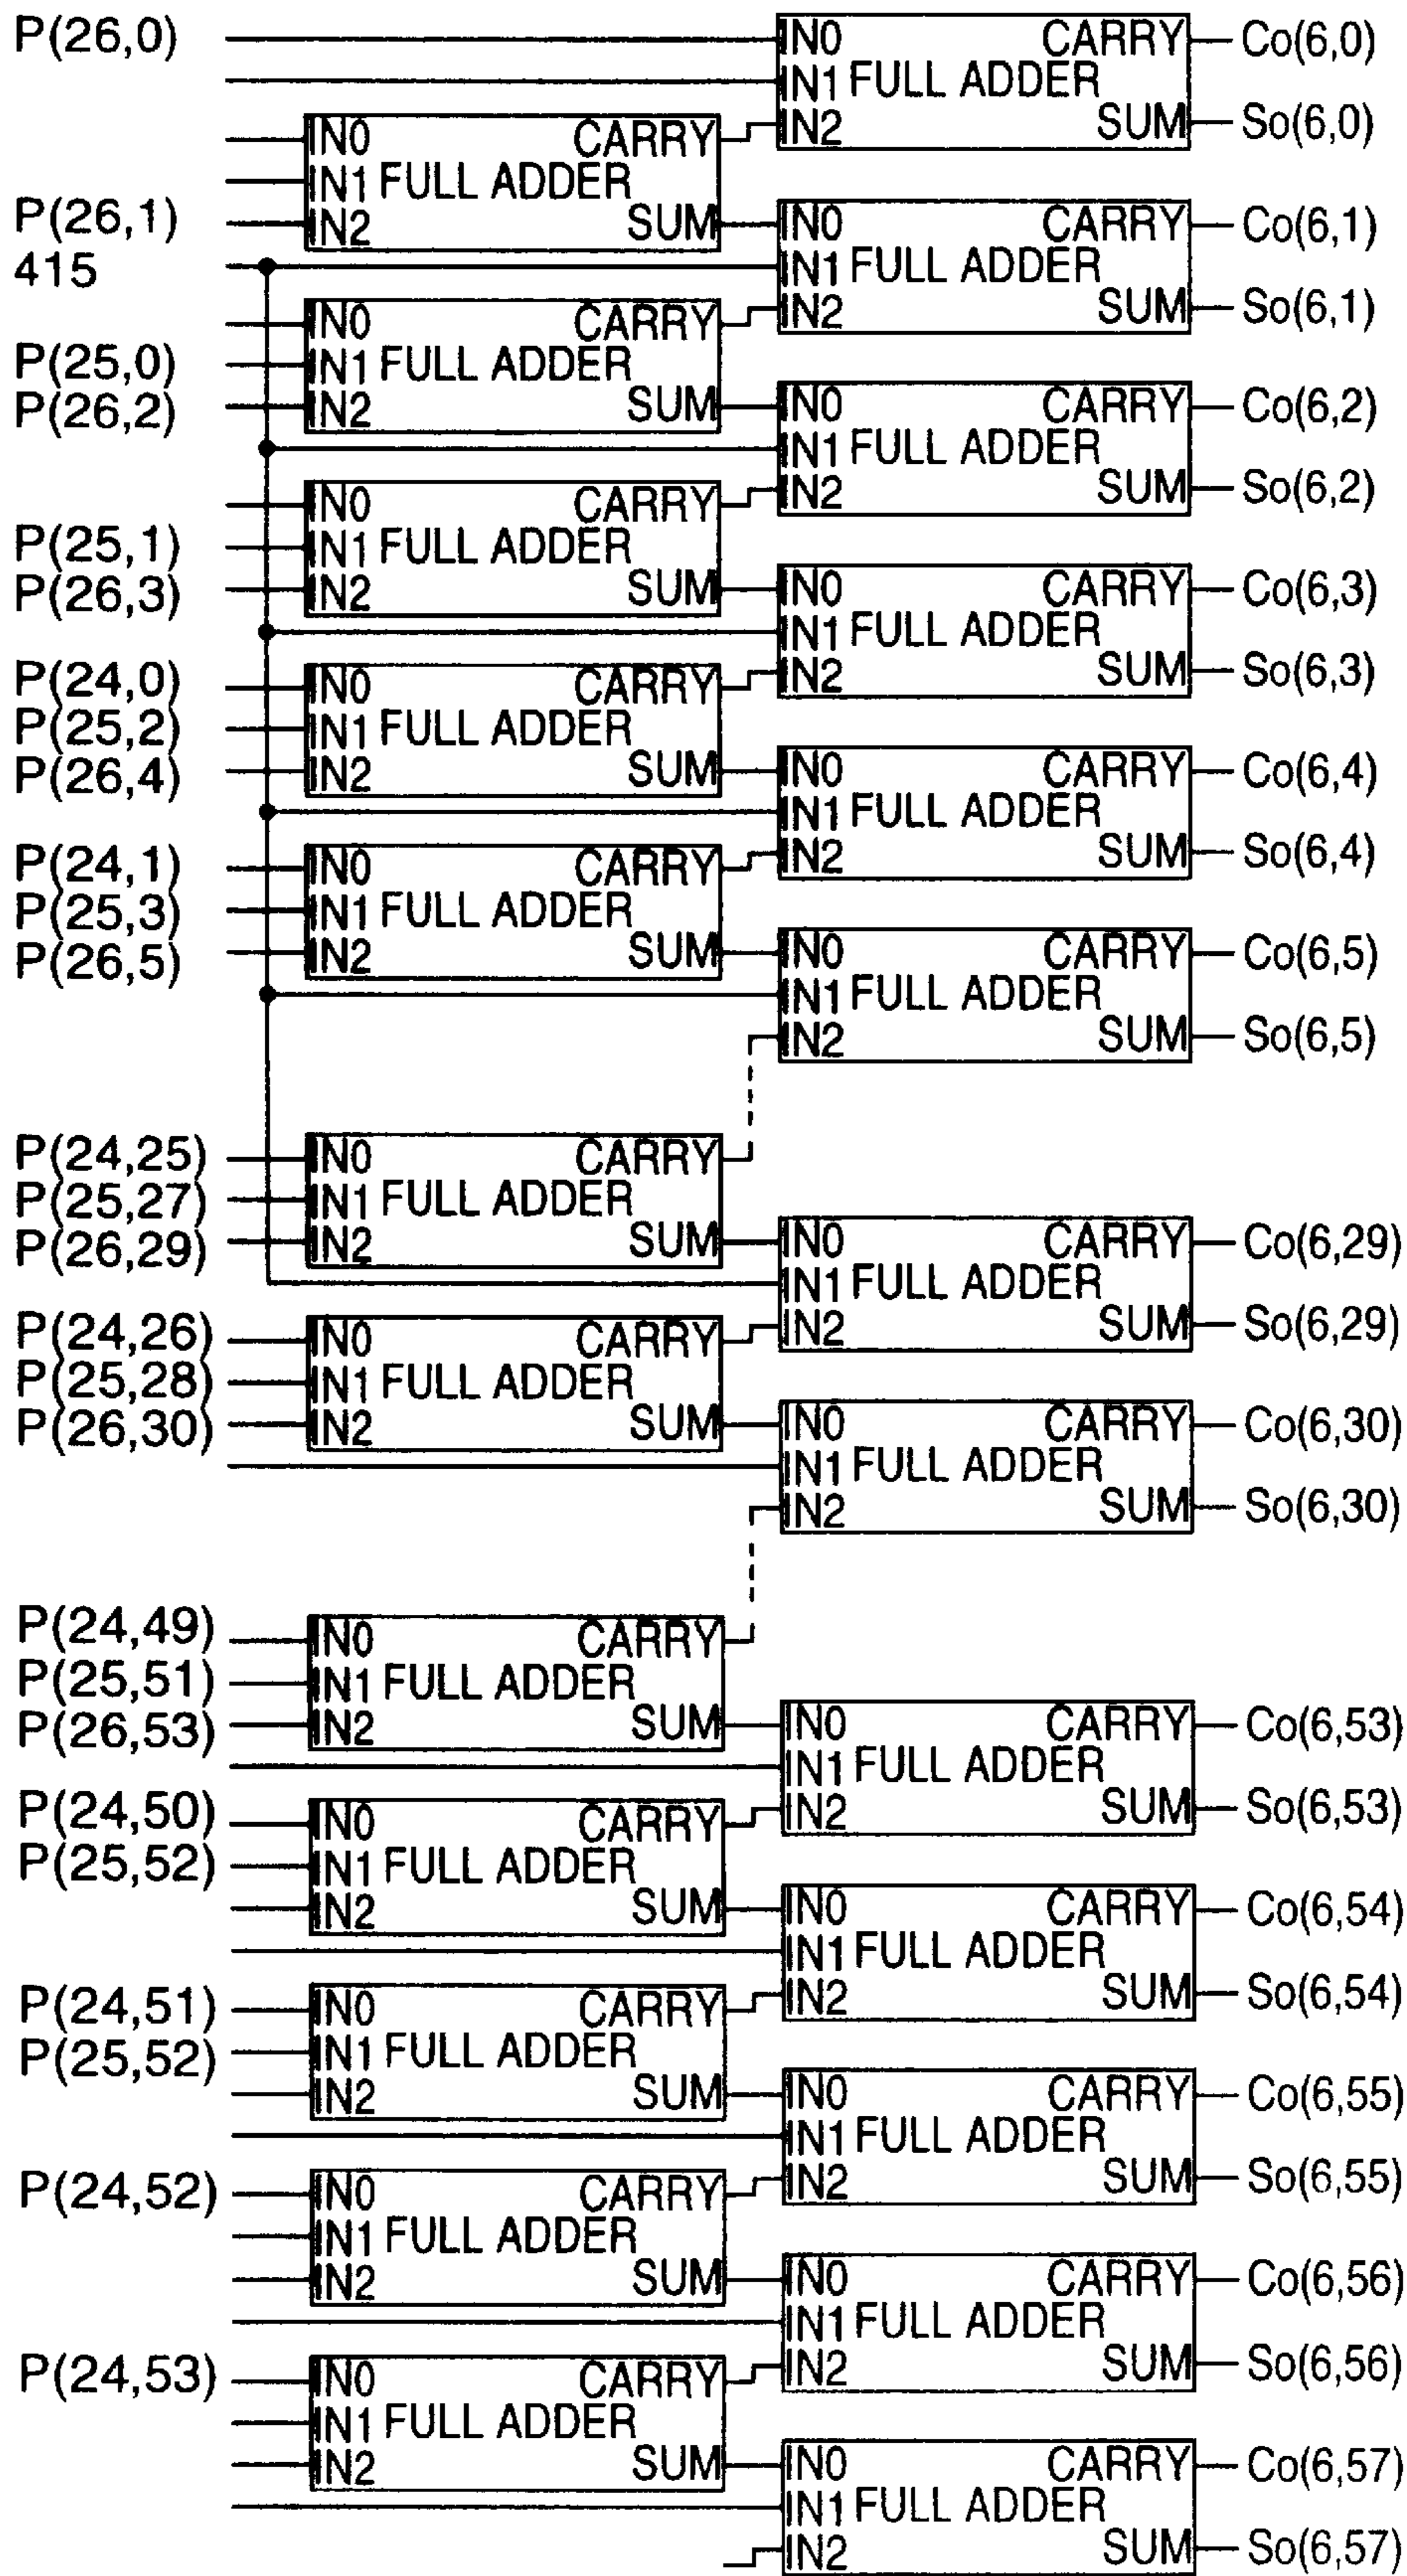 P(26,0)
IN0 CARRY Co(6,0)
IN1 FULL ADDER
IN2 SUM So(6,0)
IN0 CARRY
IN1 FULL ADDER
P(26,1) IN2 SUM
IN0 CARRY Co(6,1)
415
IN1 FULL ADDER
IN2 SUM So(6,1)
IN0 CARRY
P(25,0) IN1 FULL ADDER
P(26,2) IN2 SUM
IN0 CARRY Co(6,2)
IN1 FULL ADDER
IN2 SUM So(6,2)
IN0 CARRY
P(25,1) IN1 FULL ADDER
P(26,3) IN2 SUM
IN0 CARRY Co(6,3)
IN1 FULL ADDER
IN2 SUM So(6,3)
P(24,0) IN0 CARRY
P(25,2) IN1 FULL ADDER
P(26,4) IN2 SUM
IN0 CARRY Co(6,4)
IN1 FULL ADDER
IN2 SUM So(6,4)
P(24,1) IN0 CARRY
P(25,3) IN1 FULL ADDER
P(26,5) IN2 SUM
IN0 CARRY Co(6,5)
IN1 FULL ADDER
IN2 SUM So(6,5)
P(24,25) IN0 CARRY
P(25,27) IN1 FULL ADDER
P(26,29) IN2 SUM
IN0 CARRY Co(6,29)
IN1 FULL ADDER
IN2 SUM So(6,29)
P(24,26) IN0 CARRY
P(25,28) IN1 FULL ADDER
P(26,30) IN2 SUM
IN0 CARRY Co(6,30)
IN1 FULL ADDER
IN2 SUM So(6,30)
P(24,49) IN0 CARRY
P(25,51) IN1 FULL ADDER
P(26,53) IN2 SUM
IN0 CARRY Co(6,53)
IN1 FULL ADDER
IN2 SUM So(6,53)
P(24,50) IN0 CARRY
P(25,52) IN1 FULL ADDER
IN2 SUM
IN0 CARRY Co(6,54)
IN1 FULL ADDER
IN2 SUM So(6,54)
P(24,51) IN0 CARRY
P(25,52) IN1 FULL ADDER
IN2 SUM
IN0 CARRY Co(6,55)
IN1 FULL ADDER
IN2 SUM So(6,55)
P(24,52) IN0 CARRY
IN1 FULL ADDER
IN2 SUM
IN0 CARRY Co(6,56)
IN1 FULL ADDER
IN2 SUM So(6,56)
P(24,53) IN0 CARRY
IN1 FULL ADDER
IN2 SUM
IN0 CARRY Co(6,57)
IN1 FULL ADDER
IN2 SUM So(6,57)